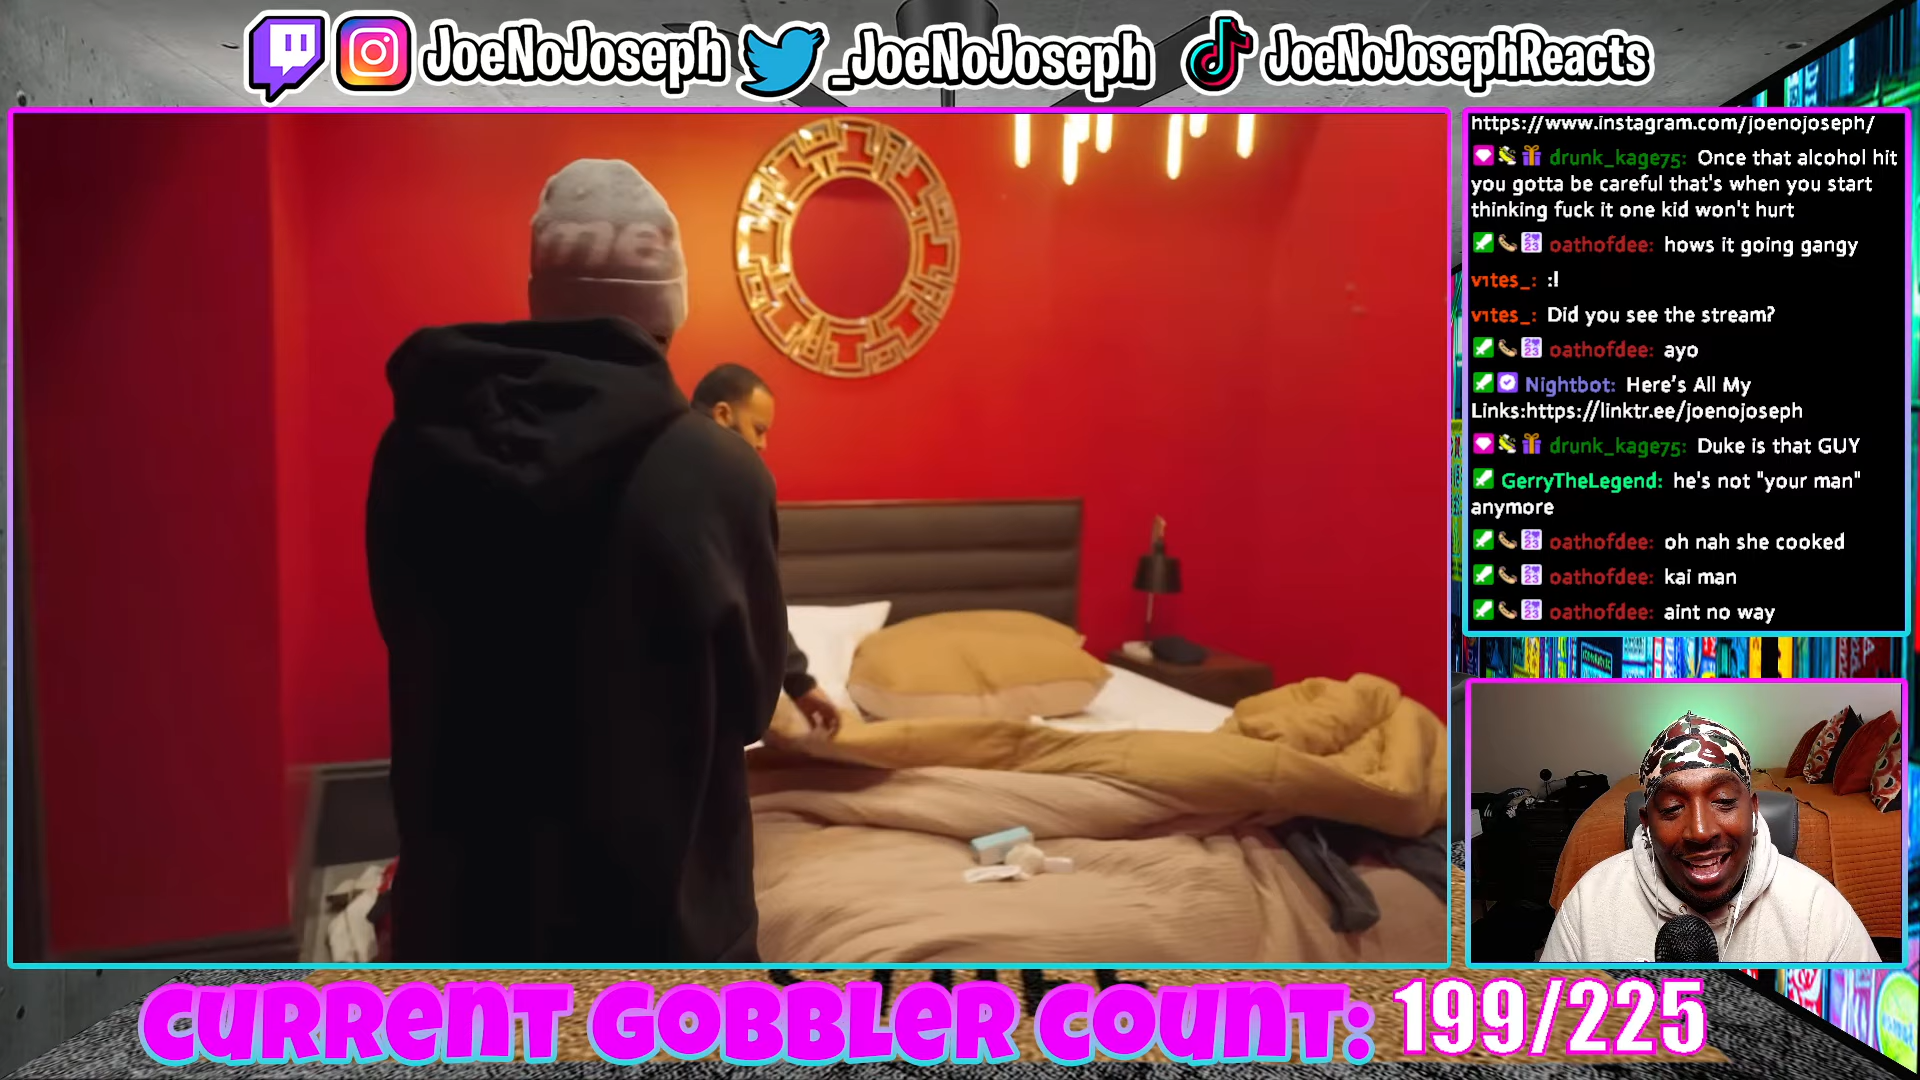 JoeNoJoseph _JoeNoJoseph JoeNoJosephReacts
me
https://www.instagram.com/joenojoseph/
drunk_kage75: Once that alcohol hit
you gotta be careful that's when you start
thinking fuck it one kid won't hurt
oathofdee: hows it going gangy
v1tes_: :l
v1tes_: Did you see the stream?
oathofdee: ayo
Nightbot: Here's All My
Links:https://linktr.ee/joenojoseph
drunk_kage75: Duke is that GUY
GerryTheLegend: he's not "your man"
anymore
oathofdee: oh nah she cooked
oathofdee: kai man
oathofdee: aint no way
CURRENT GOBBLER COUNT: 199/225